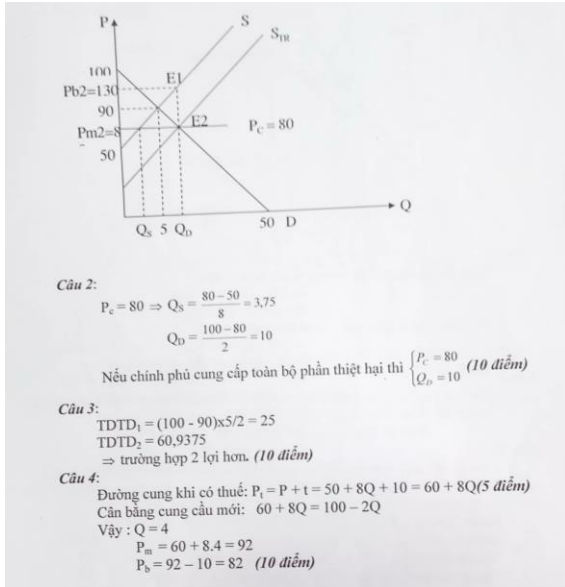 P
S
S_TR
100
E1
Pb2=130
90
E2
P_C = 80
Pm2=8
50
Q
Q_S 5 Q_D 50 D
Câu 2:
P_c = 80 ⇒ Q_S = (80 – 50)/8 = 3,75
Q_D = (100 – 80)/2 = 10
Nếu chính phủ cung cấp toàn bộ phần thiệt hại thì { P_C = 80 (10 điểm)
Q_D = 10
Câu 3:
TDTD₁ = (100 - 90)x5/2 = 25
TDTD₂ = 60,9375
⇒ trường hợp 2 lợi hơn. (10 điểm)
Câu 4:
Đường cung khi có thuế: P_t = P + t = 50 + 8Q + 10 = 60 + 8Q(5 điểm)
Cân bằng cung cầu mới: 60 + 8Q = 100 – 2Q
Vậy : Q = 4
P_m = 60 + 8.4 = 92
P_b = 92 – 10 = 82 (10 điểm)